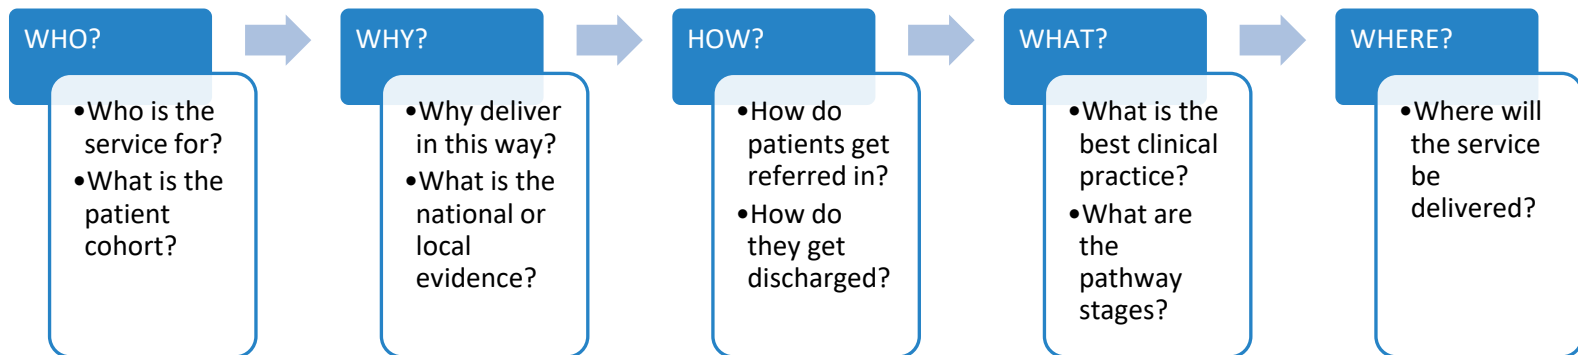 WHO?
•Who is the
service for?
•What is the
patient
cohort?
WHY?
•Why deliver
in this way?
•What is the
national or
local
evidence?
HOW?
•How do
patients get
referred in?
•How do
they get
discharged?
WHAT?
•What is the
best clinical
practice?
•What are
the
pathway
stages?
WHERE?
•Where will
the service
be
delivered?